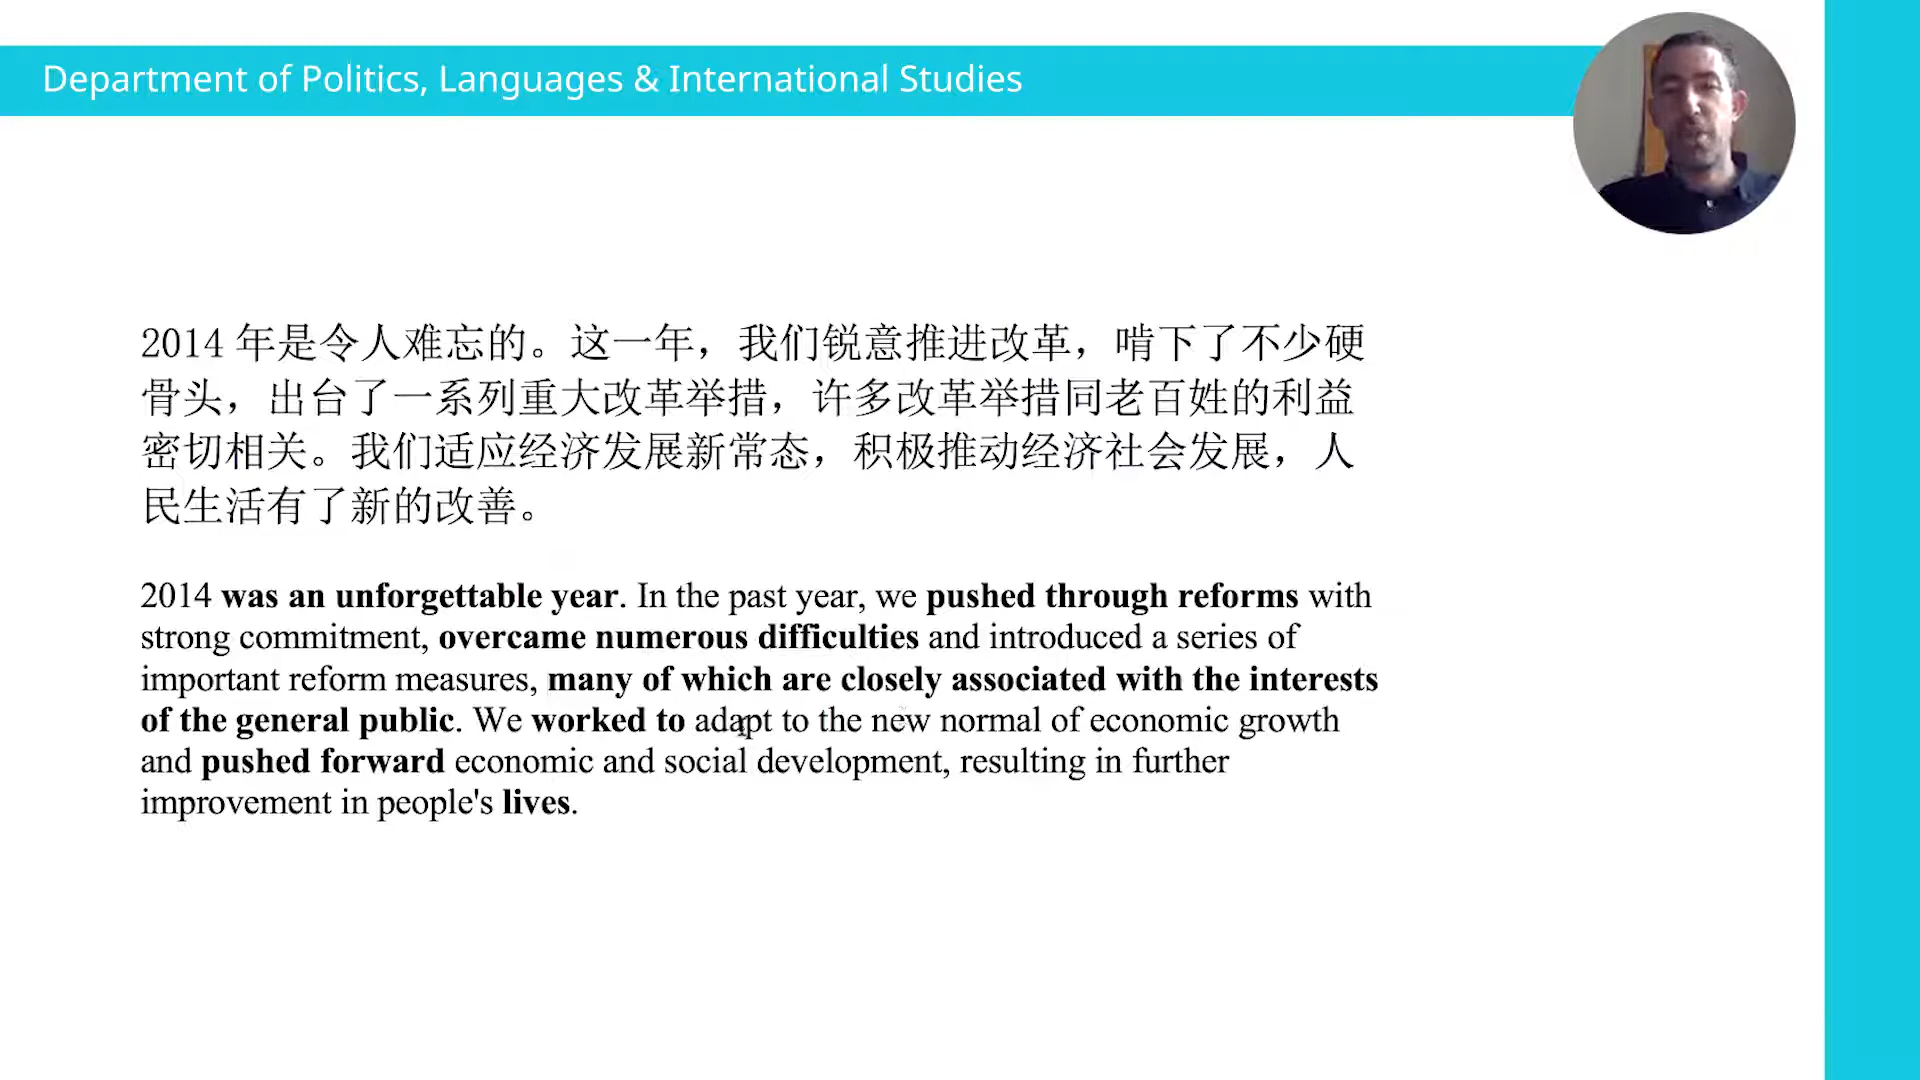 Department of Politics, Languages & International Studies
2014 年是令人难忘的。这一年，我们锐意推进改革，啃下了不少硬
骨头，出台了一系列重大改革举措，许多改革举措同老百姓的利益
密切相关。我们适应经济发展新常态，积极推动经济社会发展，人
民生活有了新的改善。
2014 was an unforgettable year. In the past year, we pushed through reforms with
strong commitment, overcame numerous difficulties and introduced a series of
important reform measures, many of which are closely associated with the interests
of the general public. We worked to adapt to the new normal of economic growth
and pushed forward economic and social development, resulting in further
improvement in people's lives.